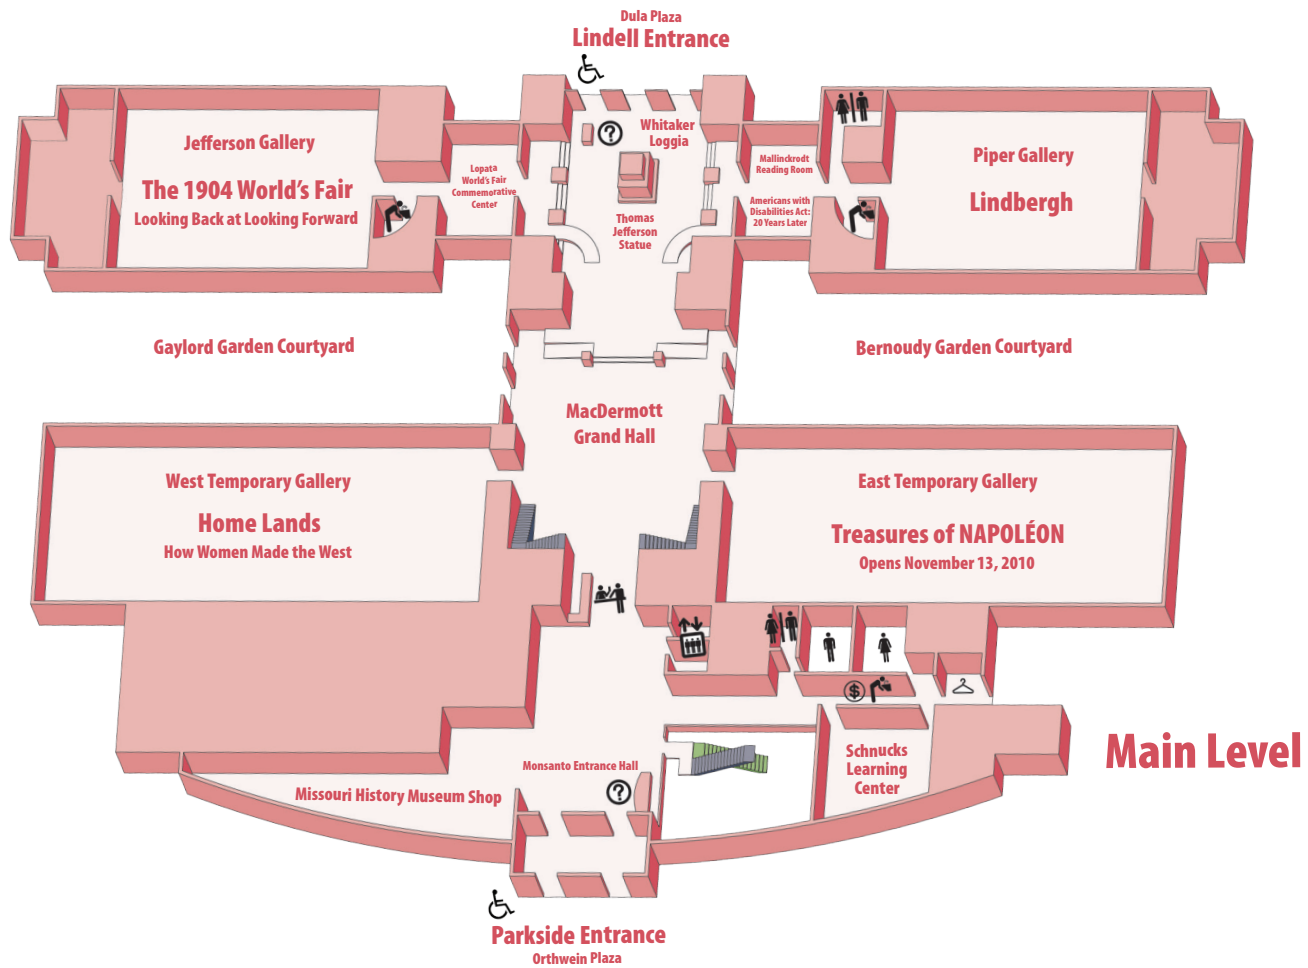 Dula Plaza
Lindell Entrance
Whitaker
Loggia
Jefferson Gallery
The 1904 World's Fair
Looking Back at Looking Forward
Lopata
World's Fair
Commemorative
Center
Thomas
Jefferson
Statue
Mallinckrodt
Reading Room
Americans with
Disabilities Act:
20 Years Later
Piper Gallery
Lindbergh
Gaylord Garden Courtyard
Bernoudy Garden Courtyard
MacDermott
Grand Hall
West Temporary Gallery
Home Lands
How Women Made the West
East Temporary Gallery
Treasures of NAPOLÉON
Opens November 13, 2010
Main Level
Schnucks
Learning
Center
Monsanto Entrance Hall
Missouri History Museum Shop
Parkside Entrance
Orthwein Plaza